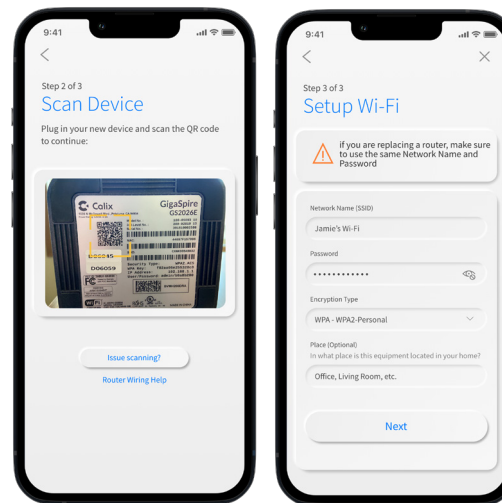 9:41
Step 2 of 3
Scan Device
Plug in your new device and scan the QR code
to continue:
Calix
GigaSpire
GS2026E
D06059
FC
WiFi
Issue scanning?
Router Wiring Help
9:41
Step 3 of 3
Setup Wi-Fi
if you are replacing a router, make sure
to use the same Network Name and
Password
Network Name (SSID)
Jamie's Wi-Fi
Password
Encryption Type
WPA - WPA2-Personal
Place (Optional)
In what place is this equipment located in your home?
Office, Living Room, etc.
Next